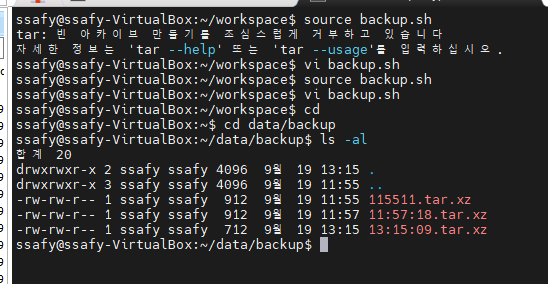 ssafy@ssafy-VirtualBox:~/workspace$ source backup.sh
tar: 빈 아카이브 만들기를 조심스럽게 거부하고 있습니다
자세한 정보는 'tar --help' 또는 'tar --usage'를 입력하십시오.
ssafy@ssafy-VirtualBox:~/workspace$ vi backup.sh
ssafy@ssafy-VirtualBox:~/workspace$ source backup.sh
ssafy@ssafy-VirtualBox:~/workspace$ vi backup.sh
ssafy@ssafy-VirtualBox:~/workspace$ cd
ssafy@ssafy-VirtualBox:~$ cd data/backup
ssafy@ssafy-VirtualBox:~/data/backup$ ls -al
합계 20
drwxrwxr-x 2 ssafy ssafy 4096  9월 19 13:15 .
drwxrwxr-x 3 ssafy ssafy 4096  9월 19 11:55 ..
-rw-rw-r-- 1 ssafy ssafy  912  9월 19 11:55 115511.tar.xz
-rw-rw-r-- 1 ssafy ssafy  912  9월 19 11:57 11:57:18.tar.xz
-rw-rw-r-- 1 ssafy ssafy  712  9월 19 13:15 13:15:09.tar.xz
ssafy@ssafy-VirtualBox:~/data/backup$